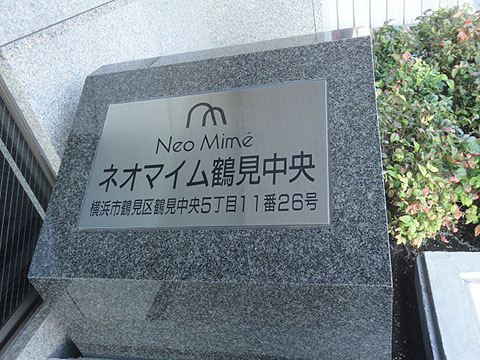 Neo Mimé
ネオマイム鶴見中央
横浜市鶴見区鶴見中央5丁目11番26号